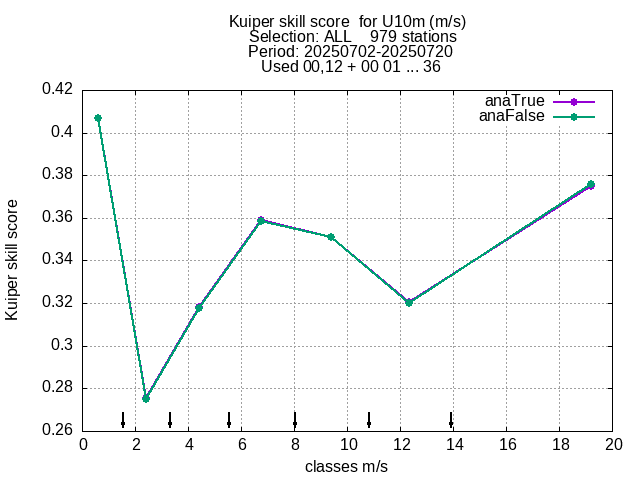 Kuiper skill score  for U10m (m/s)
Selection: ALL    979 stations
Period: 20250702-20250720
Used 00,12 + 00 01 ... 36
anaTrue
anaFalse
0.42
0.4
0.38
0.36
0.34
0.32
0.3
0.28
0.26
Kuiper skill score
0 2 4 6 8 10 12 14 16 18 20
classes m/s